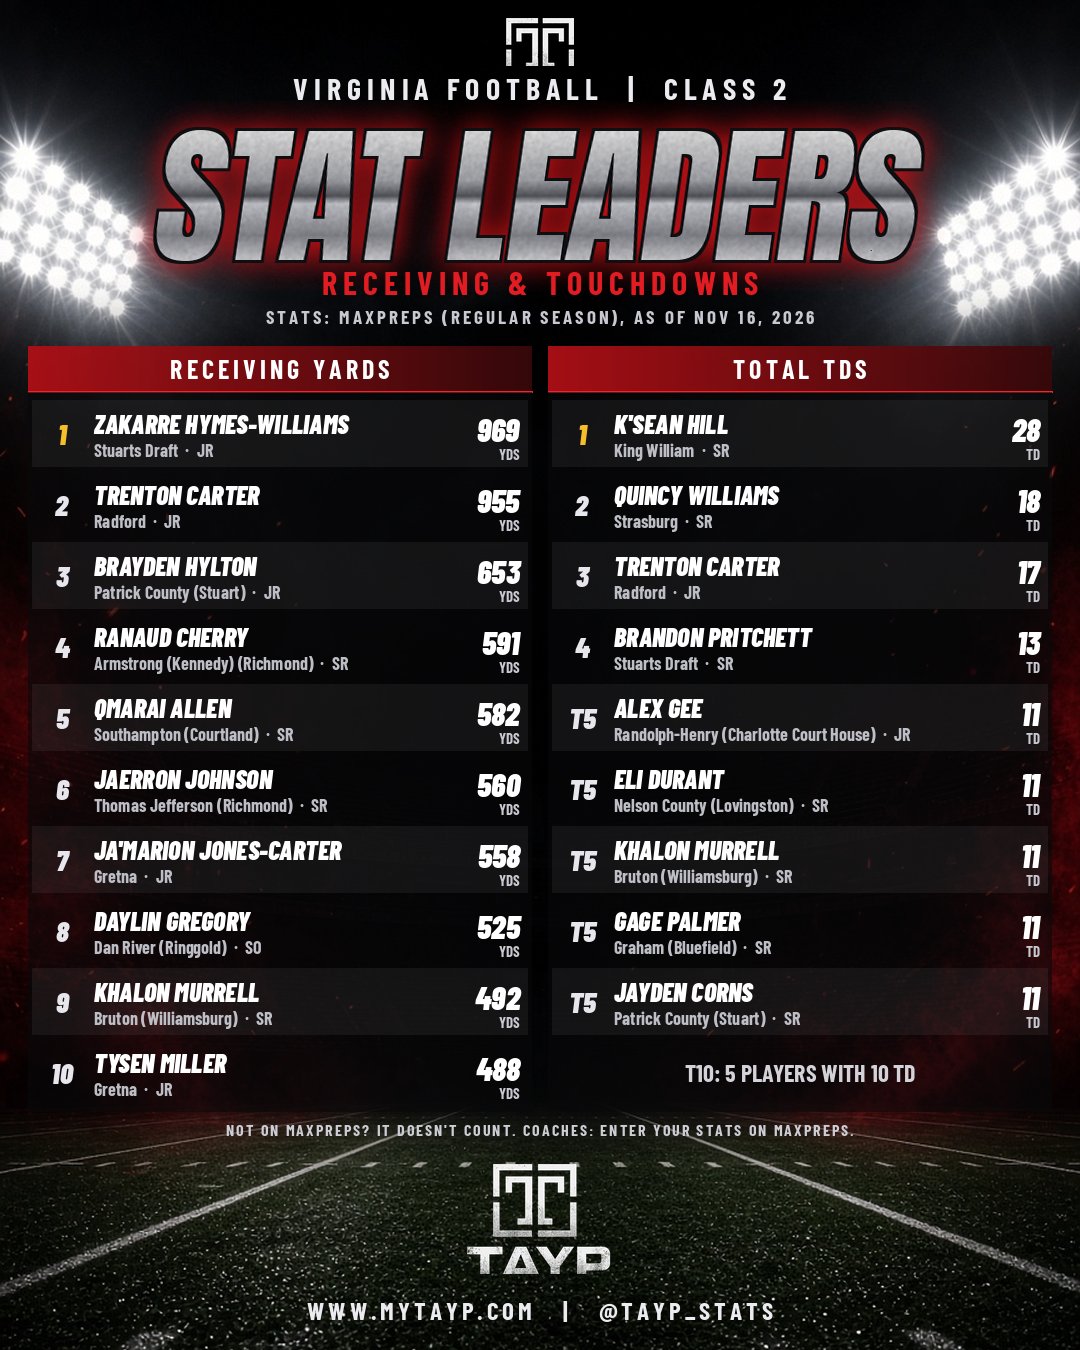 VIRGINIA FOOTBALL | CLASS 2
STAT LEADERS
RECEIVING & TOUCHDOWNS
STATS: MAXPREPS (REGULAR SEASON), AS OF NOV 16, 2026
RECEIVING YARDS
1 ZAKARRE HYMES-WILLIAMS 969
Stuarts Draft · JR YDS
2 TRENTON CARTER 955
Radford · JR YDS
3 BRAYDEN HYLTON 653
Patrick County (Stuart) · JR YDS
4 RANAUD CHERRY 591
Armstrong (Kennedy) (Richmond) · SR YDS
5 QMARAI ALLEN 582
Southampton (Courtland) · SR YDS
6 JAERRON JOHNSON 560
Thomas Jefferson (Richmond) · SR YDS
7 JA'MARION JONES-CARTER 558
Gretna · JR YDS
8 DAYLIN GREGORY 525
Dan River (Ringgold) · SO YDS
9 KHALON MURRELL 492
Bruton (Williamsburg) · SR YDS
10 TYSEN MILLER 488
Gretna · JR YDS
TOTAL TDS
1 K'SEAN HILL 28
King William · SR TD
2 QUINCY WILLIAMS 18
Strasburg · SR TD
3 TRENTON CARTER 17
Radford · JR TD
4 BRANDON PRITCHETT 13
Stuarts Draft · SR TD
T5 ALEX GEE 11
Randolph-Henry (Charlotte Court House) · JR TD
T5 ELI DURANT 11
Nelson County (Lovingston) · SR TD
T5 KHALON MURRELL 11
Bruton (Williamsburg) · SR TD
T5 GAGE PALMER 11
Graham (Bluefield) · SR TD
T5 JAYDEN CORNS 11
Patrick County (Stuart) · SR TD
T10: 5 PLAYERS WITH 10 TD
NOT ON MAXPREPS? IT DOESN'T COUNT. COACHES: ENTER YOUR STATS ON MAXPREPS.
TAYP
WWW.MYTAYP.COM | @TAYP_STATS